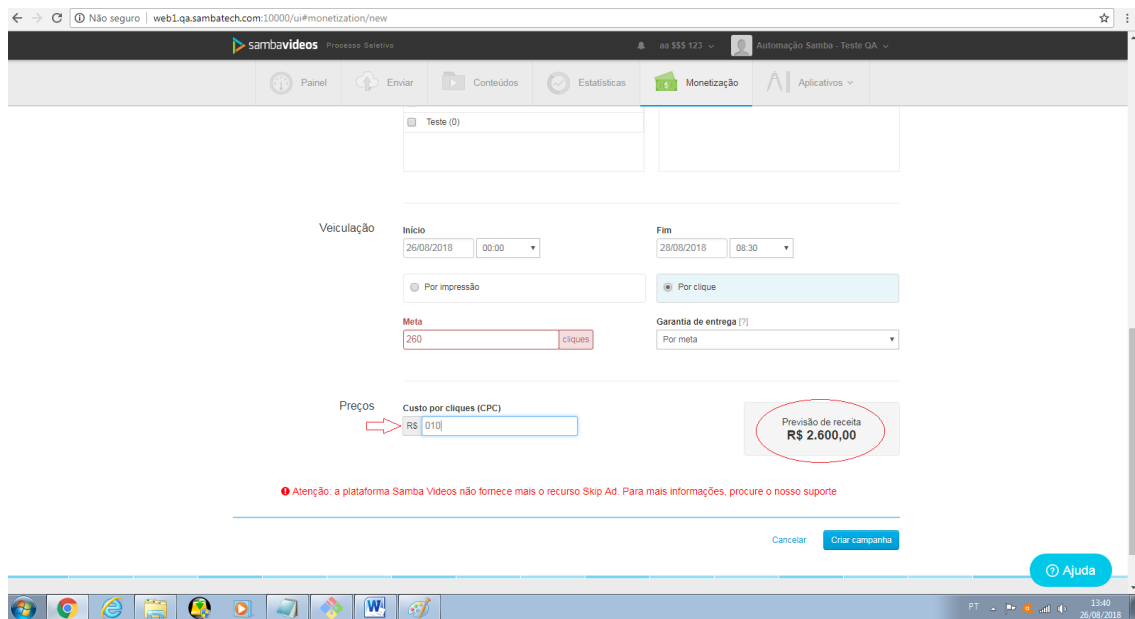 Não seguro web1.qa.sambatech.com:10000/ui#monetization/new
sambavideos Processo Seletivo aa $$$ 123 Automação Samba - Teste QA
Painel Enviar Conteúdos Estatísticas Monetização Aplicativos
Teste (0)
Veiculação
Início Fim
26/08/2018 00:00 28/08/2018 08:30
Por impressão Por clique
Meta Garantia de entrega [?]
260 cliques Por meta
Preços Custo por cliques (CPC)
R$ 010
Previsão de receita
R$ 2.600,00
Atenção: a plataforma Samba Videos não fornece mais o recurso Skip Ad. Para mais informações, procure o nosso suporte
Cancelar Criar campanha
Ajuda
PT 13:40
26/08/2018